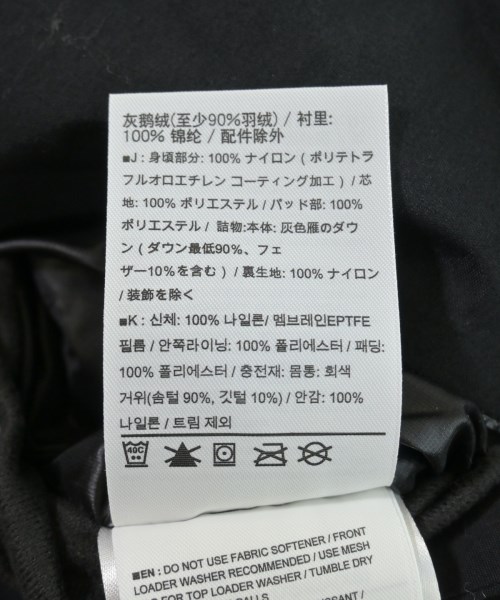 灰鹅绒(至少90%羽绒) / 衬里:
100% 锦纶 / 配件除外
■J : 身頃部分: 100% ナイロン ( ポリテトラ
フルオロエチレン コーティング加工 ) / 芯
地: 100% ポリエステル / パッド部: 100%
ポリエステル / 詰物:本体: 灰色雁のダウ
ン ( ダウン最低90%、フェ
ザー10%を含む ) / 裏生地: 100% ナイロン
/ 装飾を除く
■K : 신체: 100% 나일론/ 멤브레인EPTFE
필름 / 안쪽라이닝: 100% 폴리에스터 / 패딩:
100% 폴리에스터 / 충전재: 몸통: 회색
거위(솜털 90%, 깃털 10%) / 안감: 100%
나일론 / 트림 제외
40C
■EN : DO NOT USE FABRIC SOFTENER / FRONT
LOADER WASHER RECOMMENDED / USE MESH
FOR TOP LOADER WASHER / TUMBLE DRY
BALLS